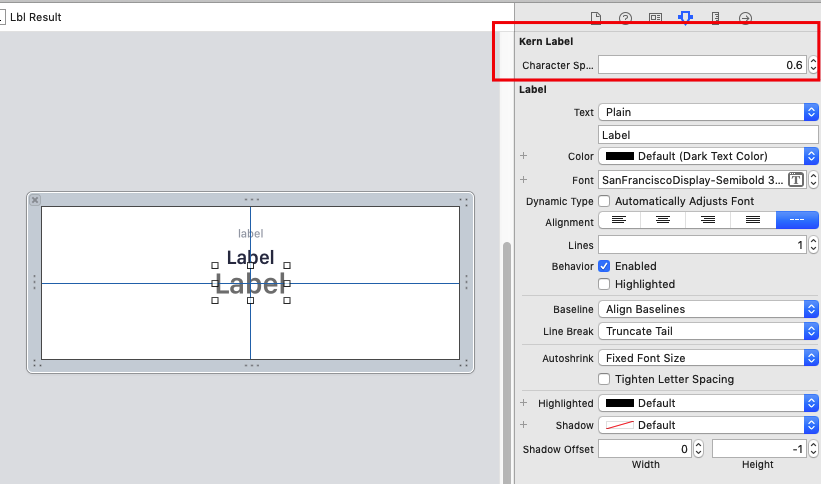 Lbl Result
Kern Label
Character Sp... 0.6
Label
Text Plain
Label
Color Default (Dark Text Color)
Font SanFranciscoDisplay-Semibold 3... T
Dynamic Type Automatically Adjusts Font
Alignment ---
Lines 1
Behavior Enabled
Highlighted
Baseline Align Baselines
Line Break Truncate Tail
Autoshrink Fixed Font Size
Tighten Letter Spacing
Highlighted Default
Shadow Default
Shadow Offset 0 -1
Width Height
label
Label
Label